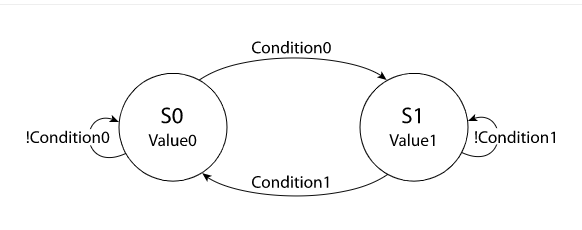 Condition0
S0
Value0
S1
Value1
!Condition0
!Condition1
Condition1